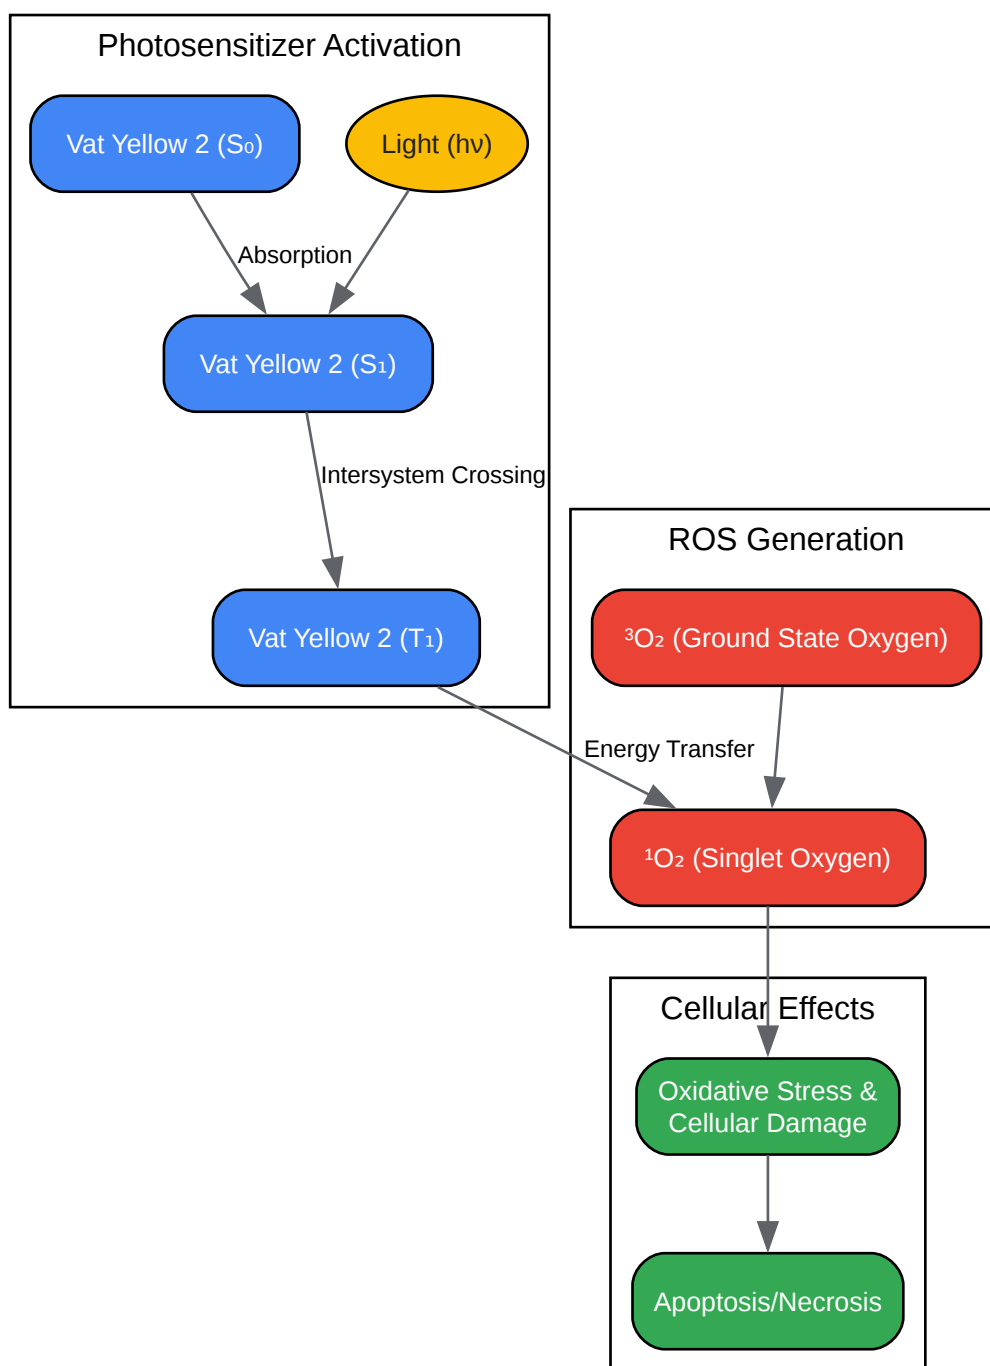 Photosensitizer Activation
Vat Yellow 2 (S₀)
Light (hν)
Absorption
Vat Yellow 2 (S₁)
Intersystem Crossing
Vat Yellow 2 (T₁)
ROS Generation
³O₂ (Ground State Oxygen)
Energy Transfer
¹O₂ (Singlet Oxygen)
Cellular Effects
Oxidative Stress &
Cellular Damage
Apoptosis/Necrosis